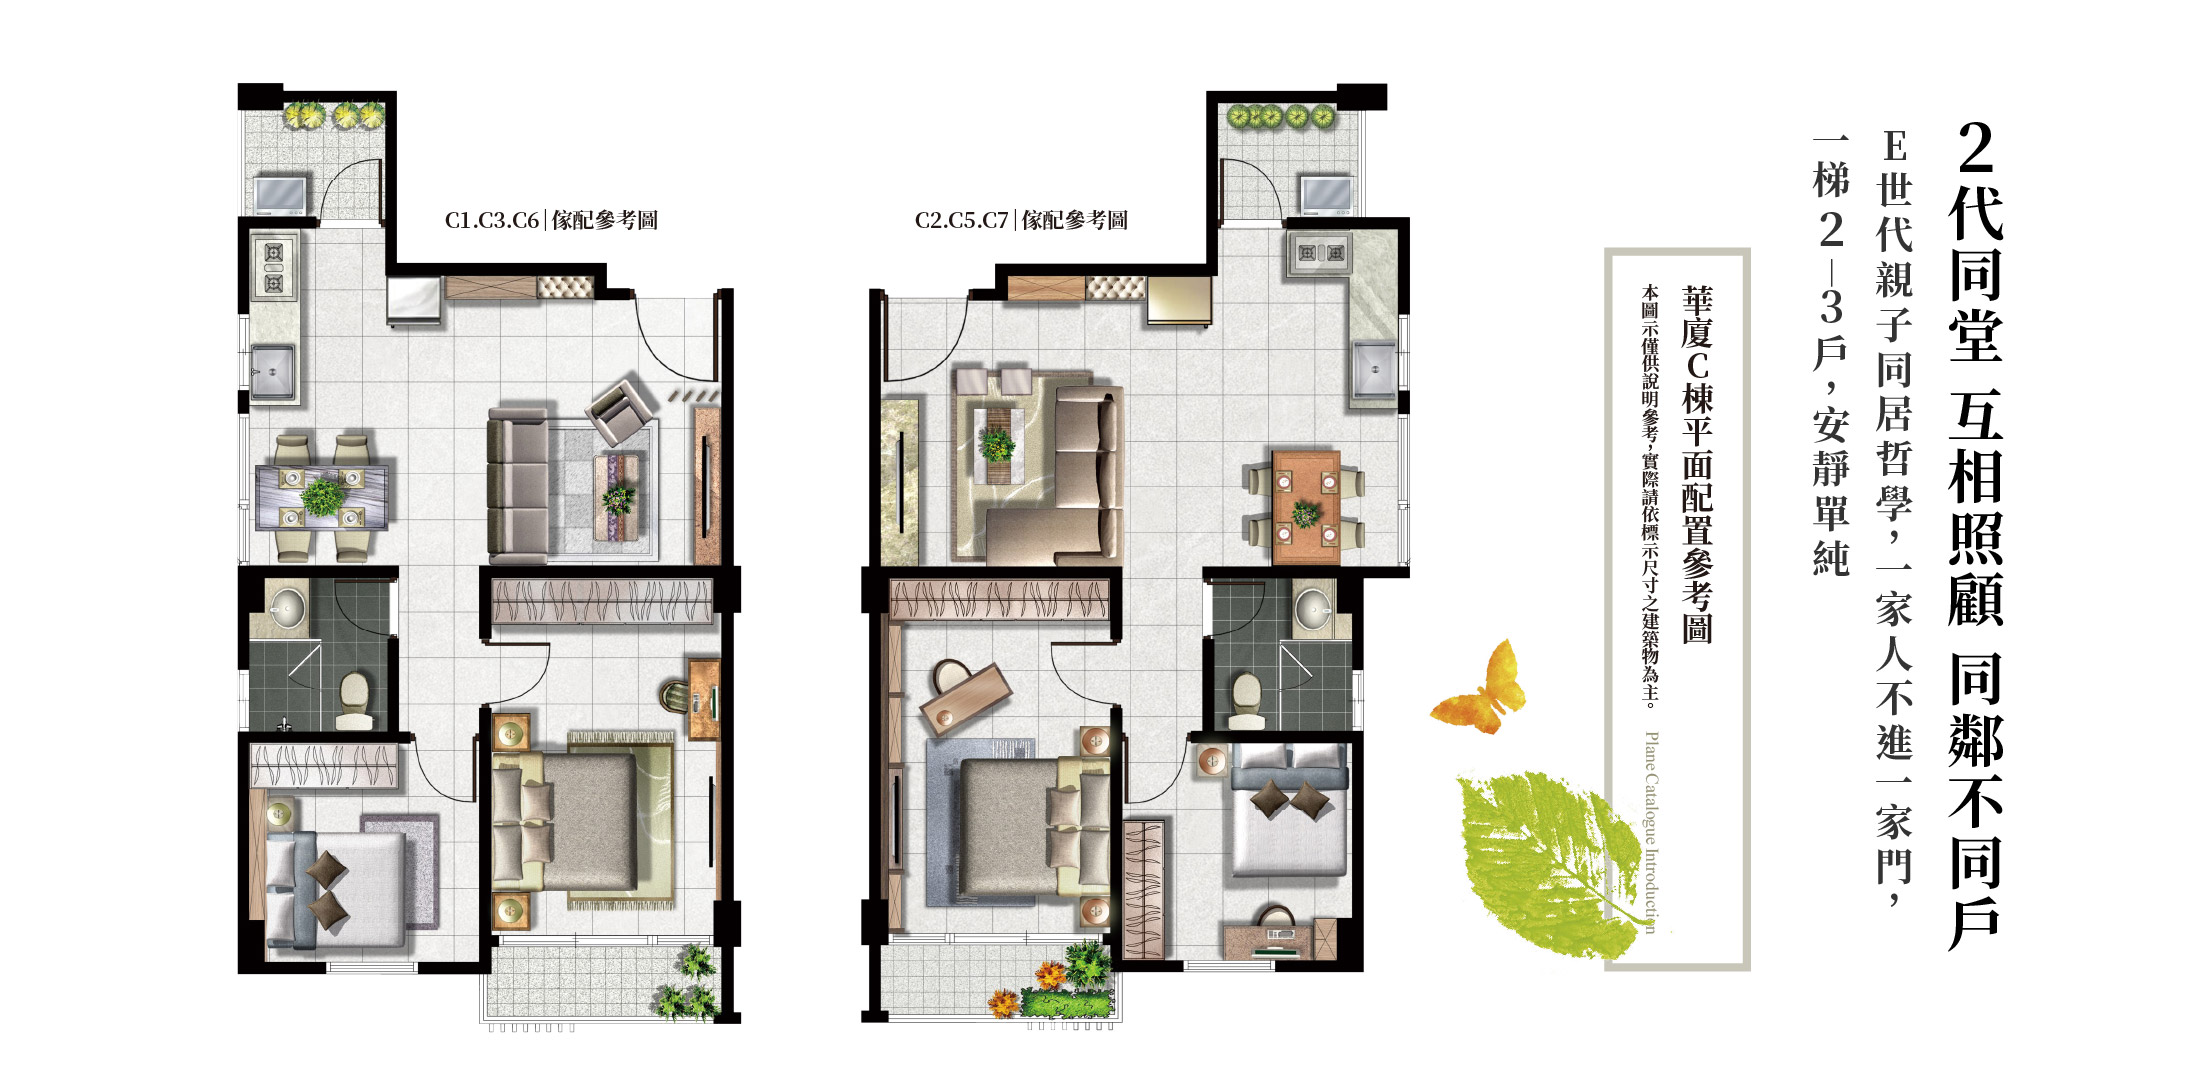 2代同堂 互相照顧 同鄰不同戶
E世代親子同居哲學，一家人不進一家門，
一梯2－3戶，安靜單純
華廈C棟平面配置參考圖
本圖示僅供說明參考，實際請依標示尺寸之建築物為主。 Plane Catalogue Introduction
C1.C3.C6|傢配參考圖
C2.C5.C7|傢配參考圖